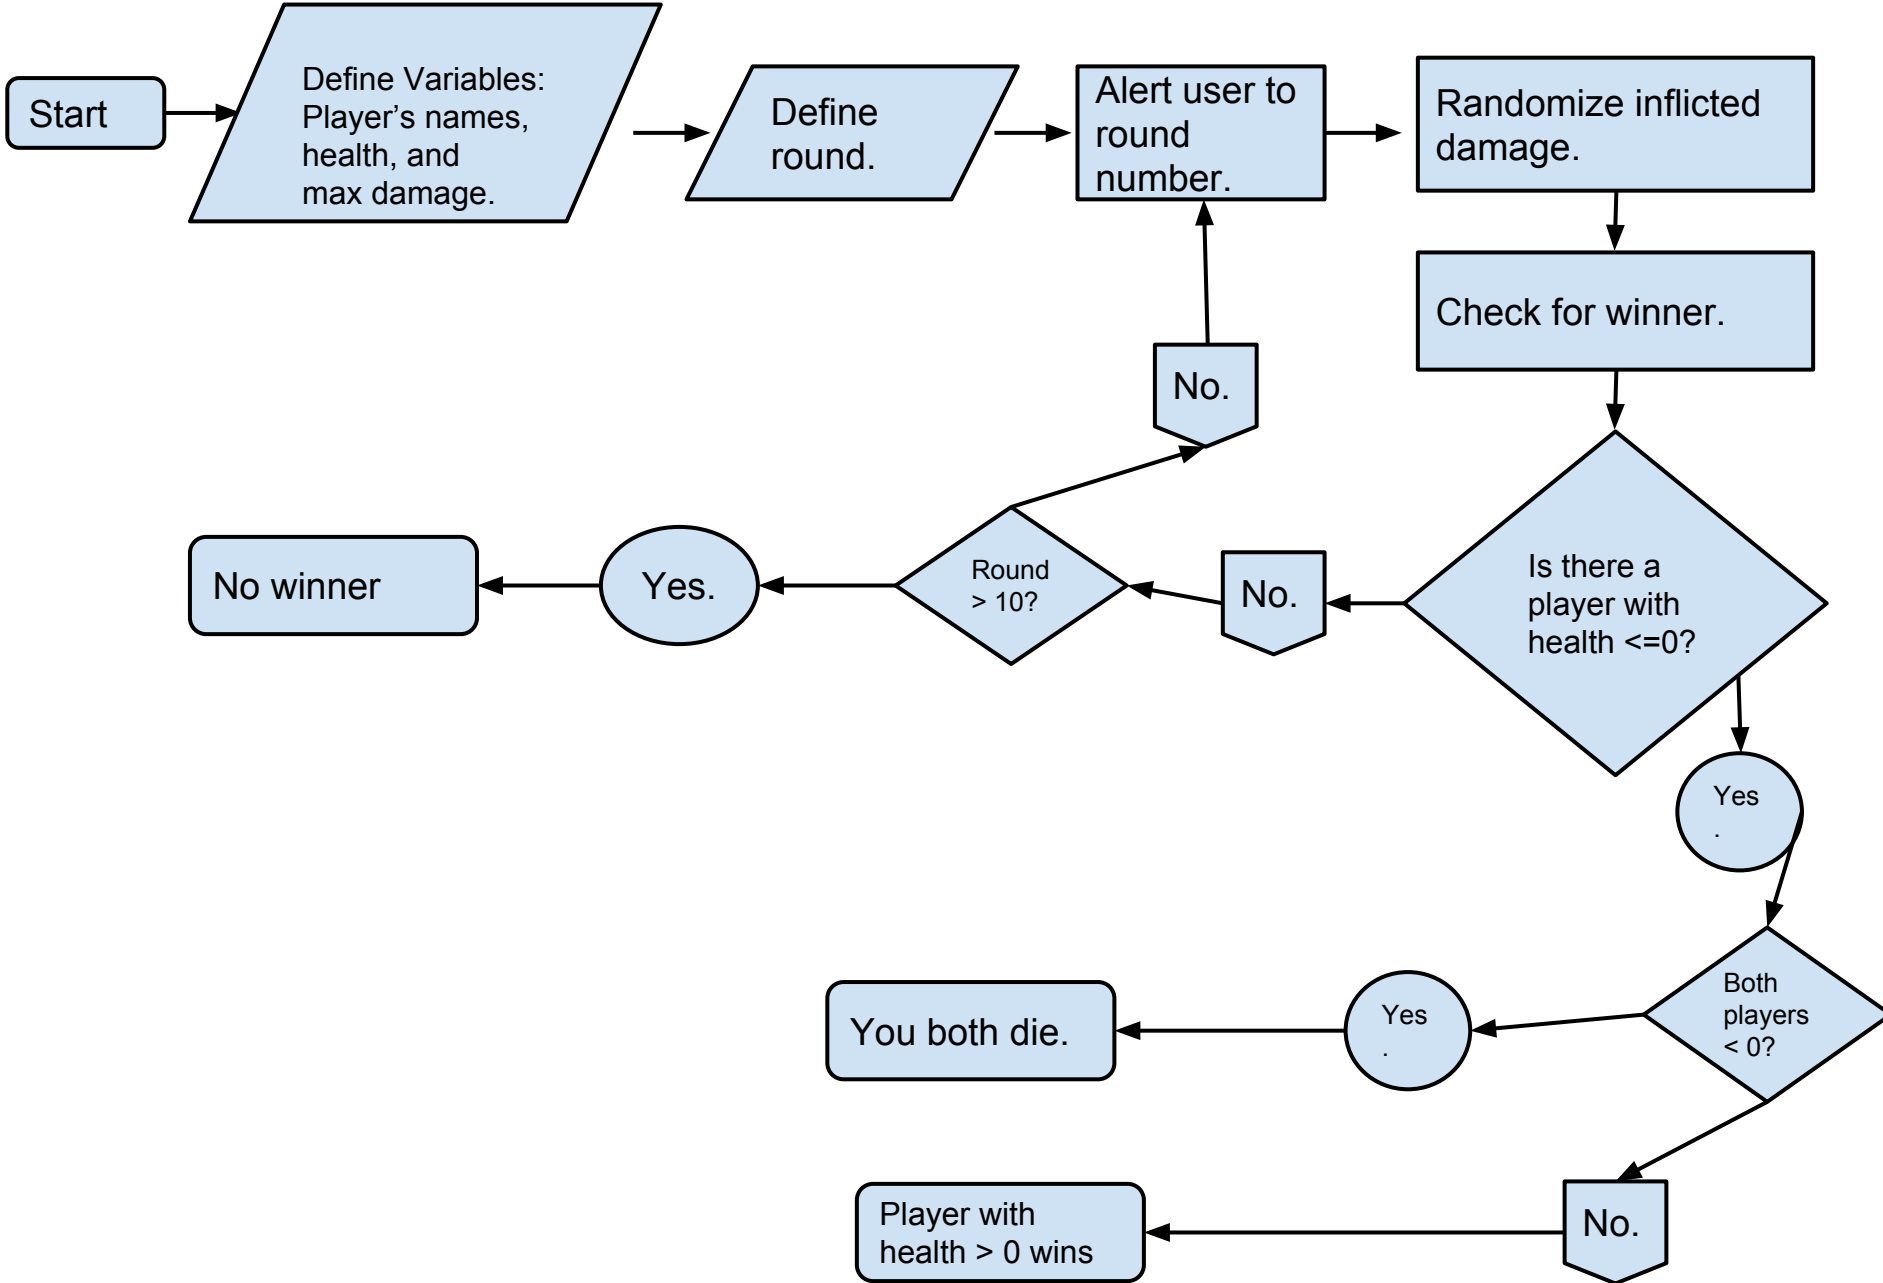 Start
Define Variables:
Player’s names,
health, and
max damage.
Define
round.
Alert user to
round
number.
Randomize inflicted
damage.
Check for winner.
No.
No winner
Yes.
Round
> 10?
No.
Is there a
player with
health <=0?
Yes
.
You both die.
Yes
.
Both
players
< 0?
Player with
health > 0 wins
No.